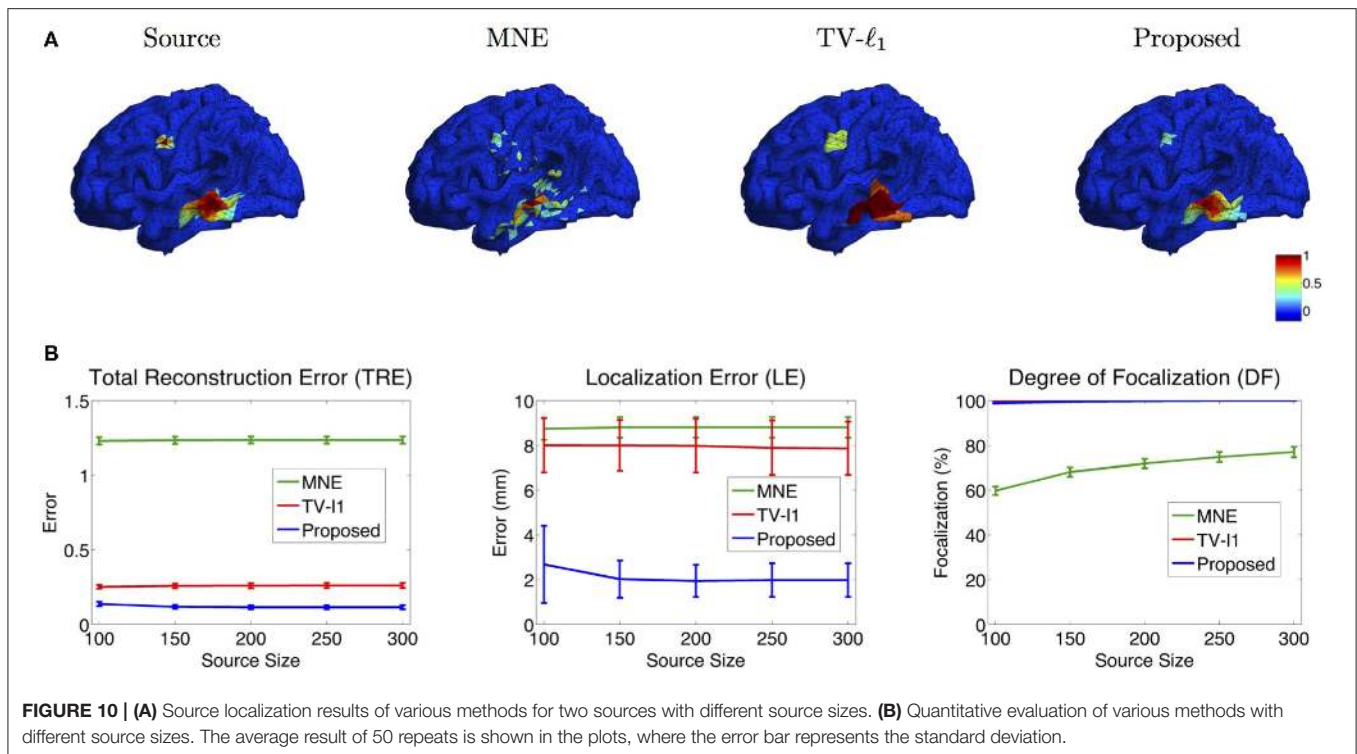 A
Source
MNE
TV-ℓ₁
Proposed
1
0.5
0
B
Total Reconstruction Error (TRE)
1.5
1
0.5
0
Error
MNE
TV-l1
Proposed
100 150 200 250 300
Source Size
Localization Error (LE)
10
8
6
4
2
0
Error (mm)
MNE
TV-l1
Proposed
100 150 200 250 300
Source Size
Degree of Focalization (DF)
100
80
60
40
20
0
Focalization (%)
MNE
TV-l1
Proposed
100 150 200 250 300
Source Size
FIGURE 10 | (A) Source localization results of various methods for two sources with different source sizes. (B) Quantitative evaluation of various methods with
different source sizes. The average result of 50 repeats is shown in the plots, where the error bar represents the standard deviation.